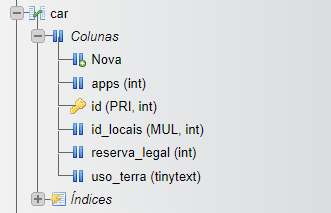 car
Colunas
Nova
apps (int)
id (PRI, int)
id_locais (MUL, int)
reserva_legal (int)
uso_terra (tinytext)
Índices